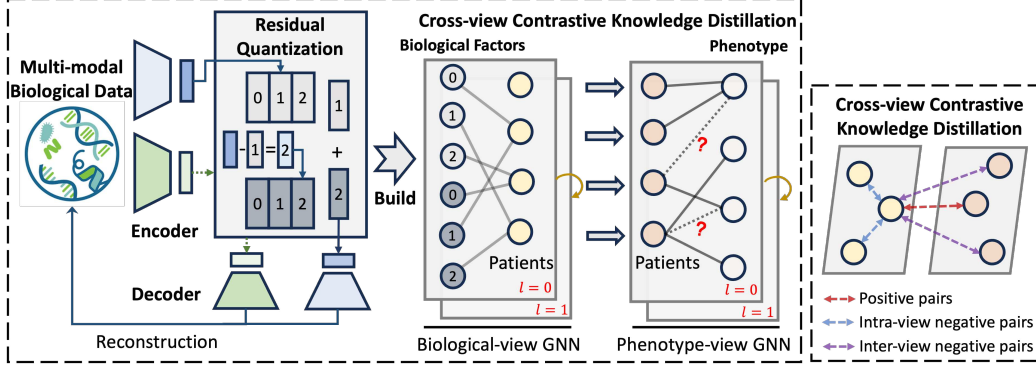 Multi-modal
Biological Data
Encoder
Decoder
Reconstruction
Residual
Quantization
0 1 2
1
- 1 = 2
+
0 1 2
2
Build
Cross-view Contrastive Knowledge Distillation
Biological Factors
Phenotype
0
1
2
0
1
2
Patients
l = 0
l = 1
Biological-view GNN
?
?
Patients
l = 0
l = 1
Phenotype-view GNN
Cross-view Contrastive
Knowledge Distillation
Positive pairs
Intra-view negative pairs
Inter-view negative pairs